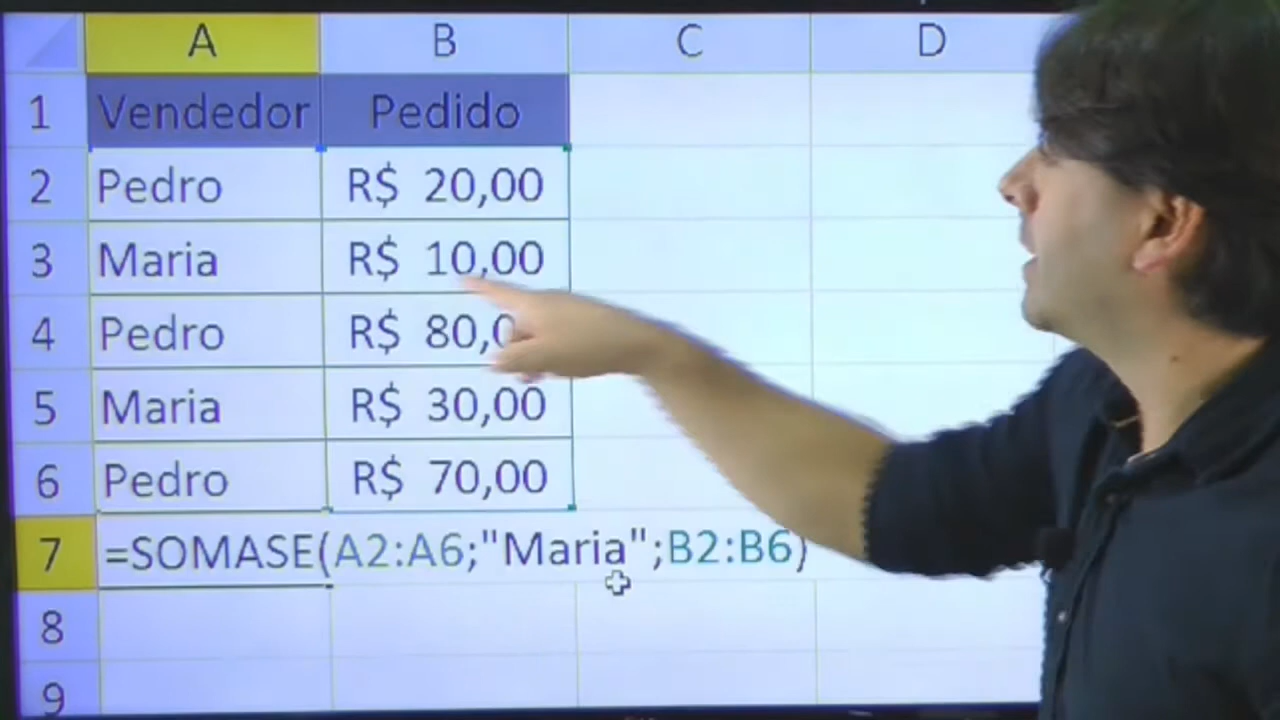 A B C D
1 Vendedor Pedido
2 Pedro R$ 20,00
3 Maria R$ 10,00
4 Pedro R$ 80,0
5 Maria R$ 30,00
6 Pedro R$ 70,00
7 =SOMASE(A2:A6;"Maria";B2:B6)
8
9